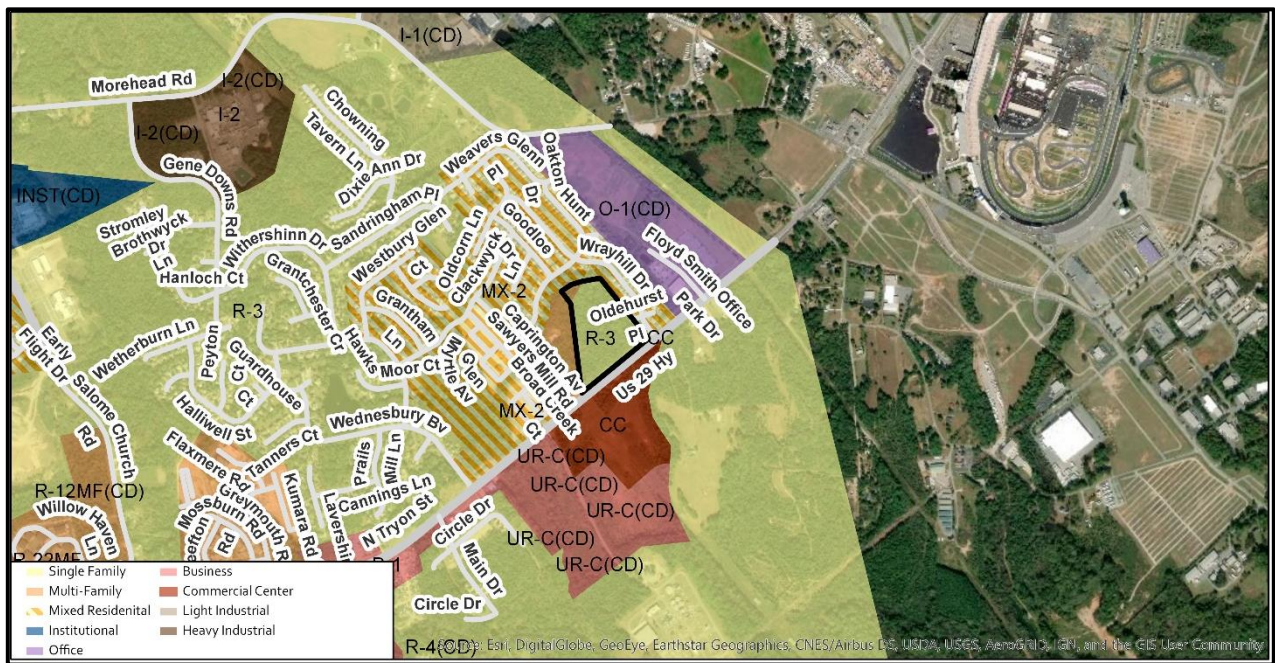 I-1(CD)
Morehead Rd
I-2(CD)
I-2
I-2(CD)
Chowning
Tavern Ln
Dixie Ann Dr
Weavers Glenn
Pl
Dr
Oakton Hunt
O-1(CD)
INST(CD)
Gene Downs Rd
Stromley
Brothwyck
Dr
Ln
Hanloch Ct
Withershinn Dr
Sandringham Pl
Westbury Glen
Ct
Oldcorn Ln
Goodloe
Dr
Clackwyck
Ln
Wrayhill Dr
Floyd Smith Office
Park Dr
MX-2
Grantchester Cr
R-3
Grantham
Ln
Oldehurst
Pl
R-3
CC
Us 29 Hy
Early
Flight Dr
Wetherburn Ln
Peyton
Ct
Guardhouse
Ct
Hawks
Moor Ct
Myrtle Av
Glen
Caprington Av
Sawyers Mill Rd
Broad Creek
Ct
MX-2
CC
Salome Church
Rd
Halliwell St
Tanners Ct
Wednesbury Bv
UR-C(CD)
UR-C(CD)
UR-C(CD)
UR-C(CD)
UR-C(CD)
R-12MF(CD)
Flaxmere Rd
Prails
Mill Ln
Cannings Ln
Willow Haven
Ln
Mossburn Rd
Rd
Greymouth R
Kumara Rd
N Tryon St
Circle Dr
Main Dr
Circle Dr
R-22MF
R-4(CD)
Single Family
Business
Multi-Family
Commercial Center
Mixed Residenital
Light Industrial
Institutional
Heavy Industrial
Office
Source: Esri, DigitalGlobe, GeoEye, Earthstar Geographics, CNES/Airbus DS, USDA, USGS, AeroGRID, IGN, and the GIS User Community